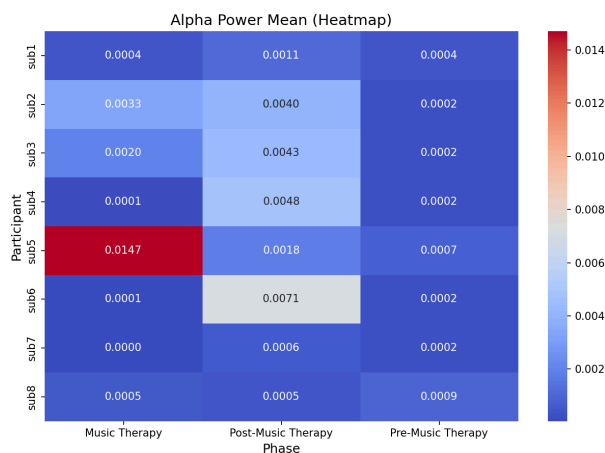 Alpha Power Mean (Heatmap)
sub1 0.0004 0.0011 0.0004
sub2 0.0033 0.0040 0.0002
sub3 0.0020 0.0043 0.0002
sub4 0.0001 0.0048 0.0002
sub5 0.0147 0.0018 0.0007
sub6 0.0001 0.0071 0.0002
sub7 0.0000 0.0006 0.0002
sub8 0.0005 0.0005 0.0009
Participant
Music Therapy Post-Music Therapy Pre-Music Therapy
Phase
0.014
0.012
0.010
0.008
0.006
0.004
0.002